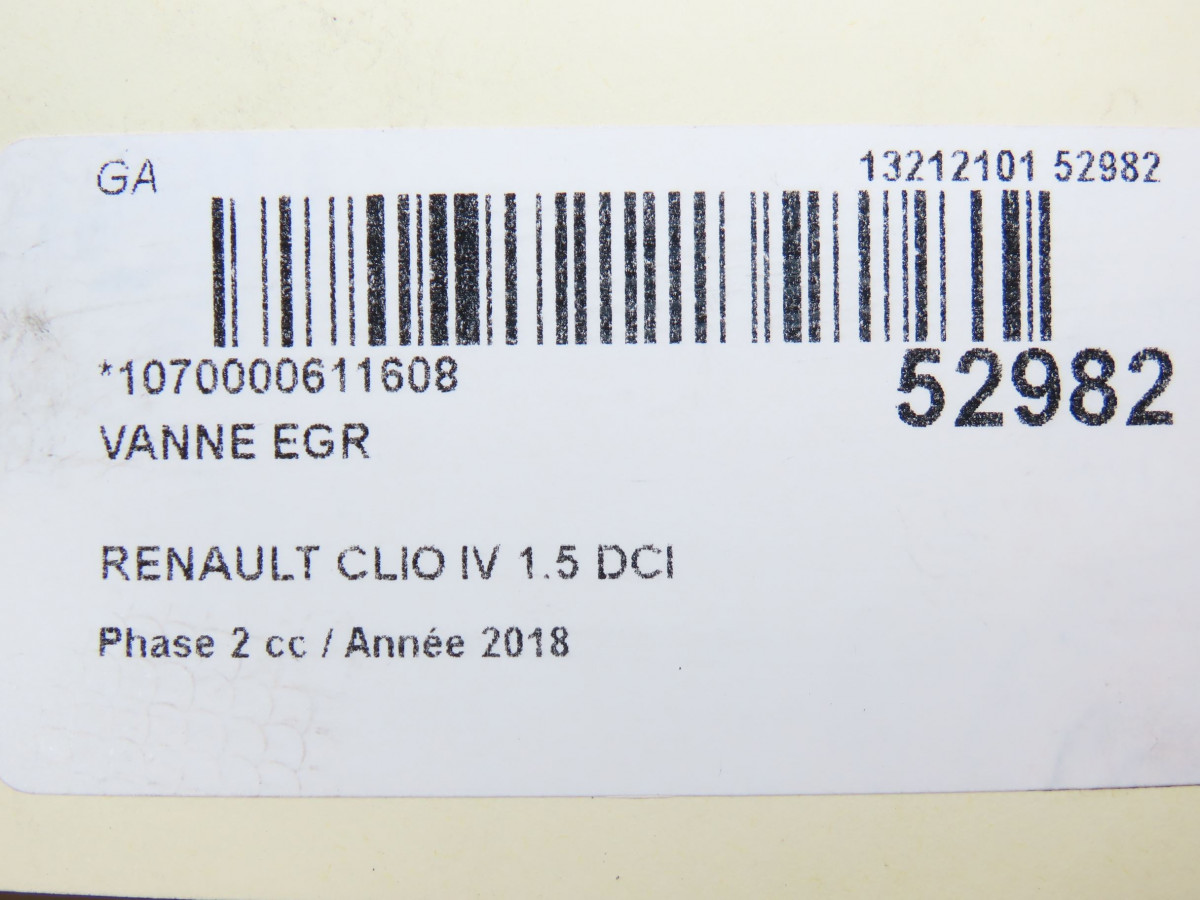 GA
13212101 52982
*1070000611608
52982
VANNE EGR
RENAULT CLIO IV 1.5 DCI
Phase 2 cc / Année 2018